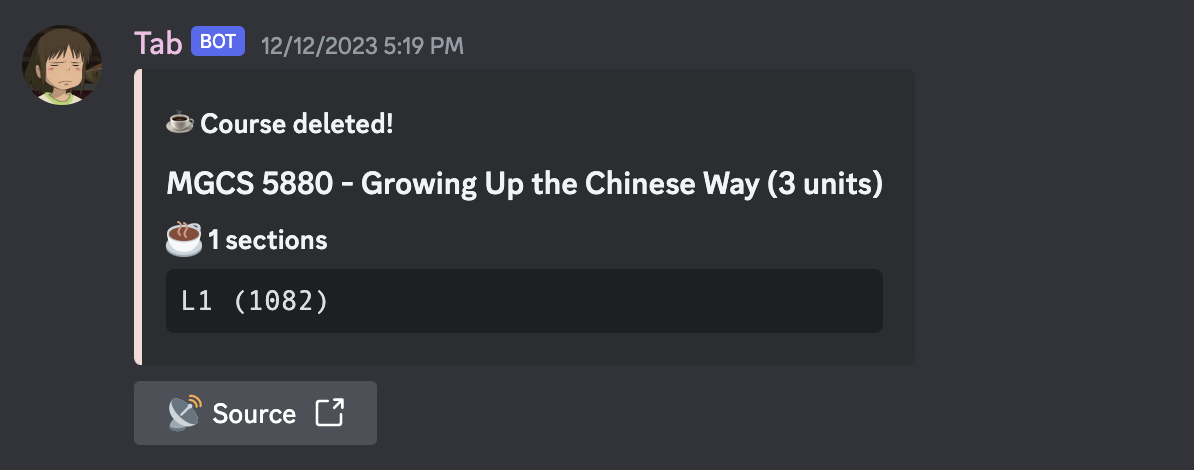 Tab BOT 12/12/2023 5:19 PM
Course deleted!
MGCS 5880 - Growing Up the Chinese Way (3 units)
1 sections
L1 (1082)
Source